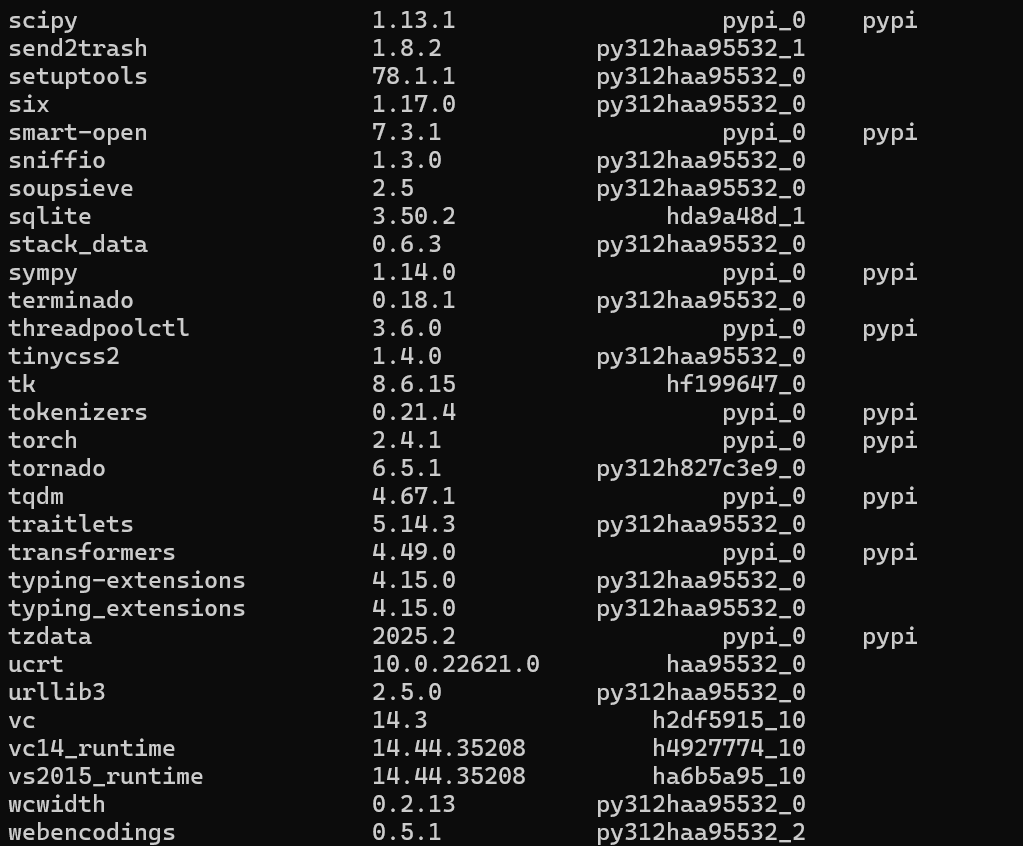 scipy 1.13.1 pypi_0 pypi
send2trash 1.8.2 py312haa95532_1
setuptools 78.1.1 py312haa95532_0
six 1.17.0 py312haa95532_0
smart-open 7.3.1 pypi_0 pypi
sniffio 1.3.0 py312haa95532_0
soupsieve 2.5 py312haa95532_0
sqlite 3.50.2 hda9a48d_1
stack_data 0.6.3 py312haa95532_0
sympy 1.14.0 pypi_0 pypi
terminado 0.18.1 py312haa95532_0
threadpoolctl 3.6.0 pypi_0 pypi
tinycss2 1.4.0 py312haa95532_0
tk 8.6.15 hf199647_0
tokenizers 0.21.4 pypi_0 pypi
torch 2.4.1 pypi_0 pypi
tornado 6.5.1 py312h827c3e9_0
tqdm 4.67.1 pypi_0 pypi
traitlets 5.14.3 py312haa95532_0
transformers 4.49.0 pypi_0 pypi
typing-extensions 4.15.0 py312haa95532_0
typing_extensions 4.15.0 py312haa95532_0
tzdata 2025.2 pypi_0 pypi
ucrt 10.0.22621.0 haa95532_0
urllib3 2.5.0 py312haa95532_0
vc 14.3 h2df5915_10
vc14_runtime 14.44.35208 h4927774_10
vs2015_runtime 14.44.35208 ha6b5a95_10
wcwidth 0.2.13 py312haa95532_0
webencodings 0.5.1 py312haa95532_2